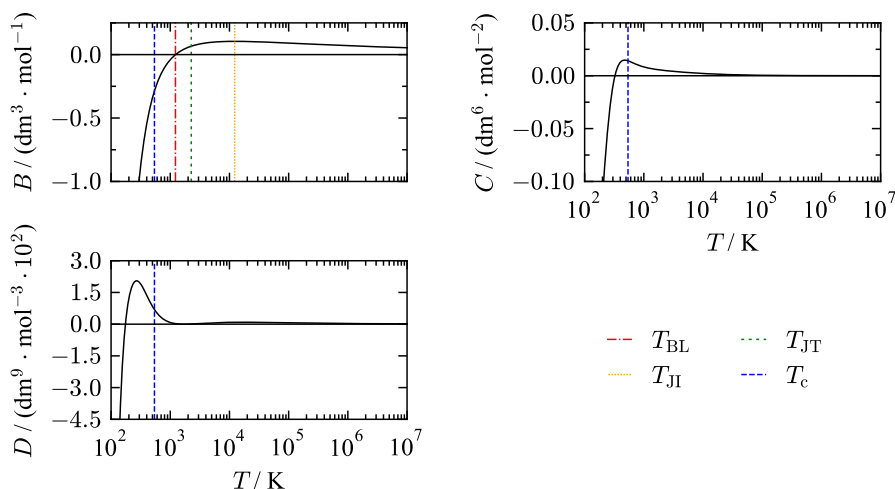 0.0
−0.5
−1.0
B / (dm³ · mol⁻¹)
0.05
0.00
−0.05
−0.10
C / (dm⁶ · mol⁻²)
10² 10³ 10⁴ 10⁵ 10⁶ 10⁷
T / K
3.0
1.5
0.0
−1.5
−3.0
−4.5
D / (dm⁹ · mol⁻³ · 10²)
10² 10³ 10⁴ 10⁵ 10⁶ 10⁷
T / K
T_BL T_JT
T_JI T_c